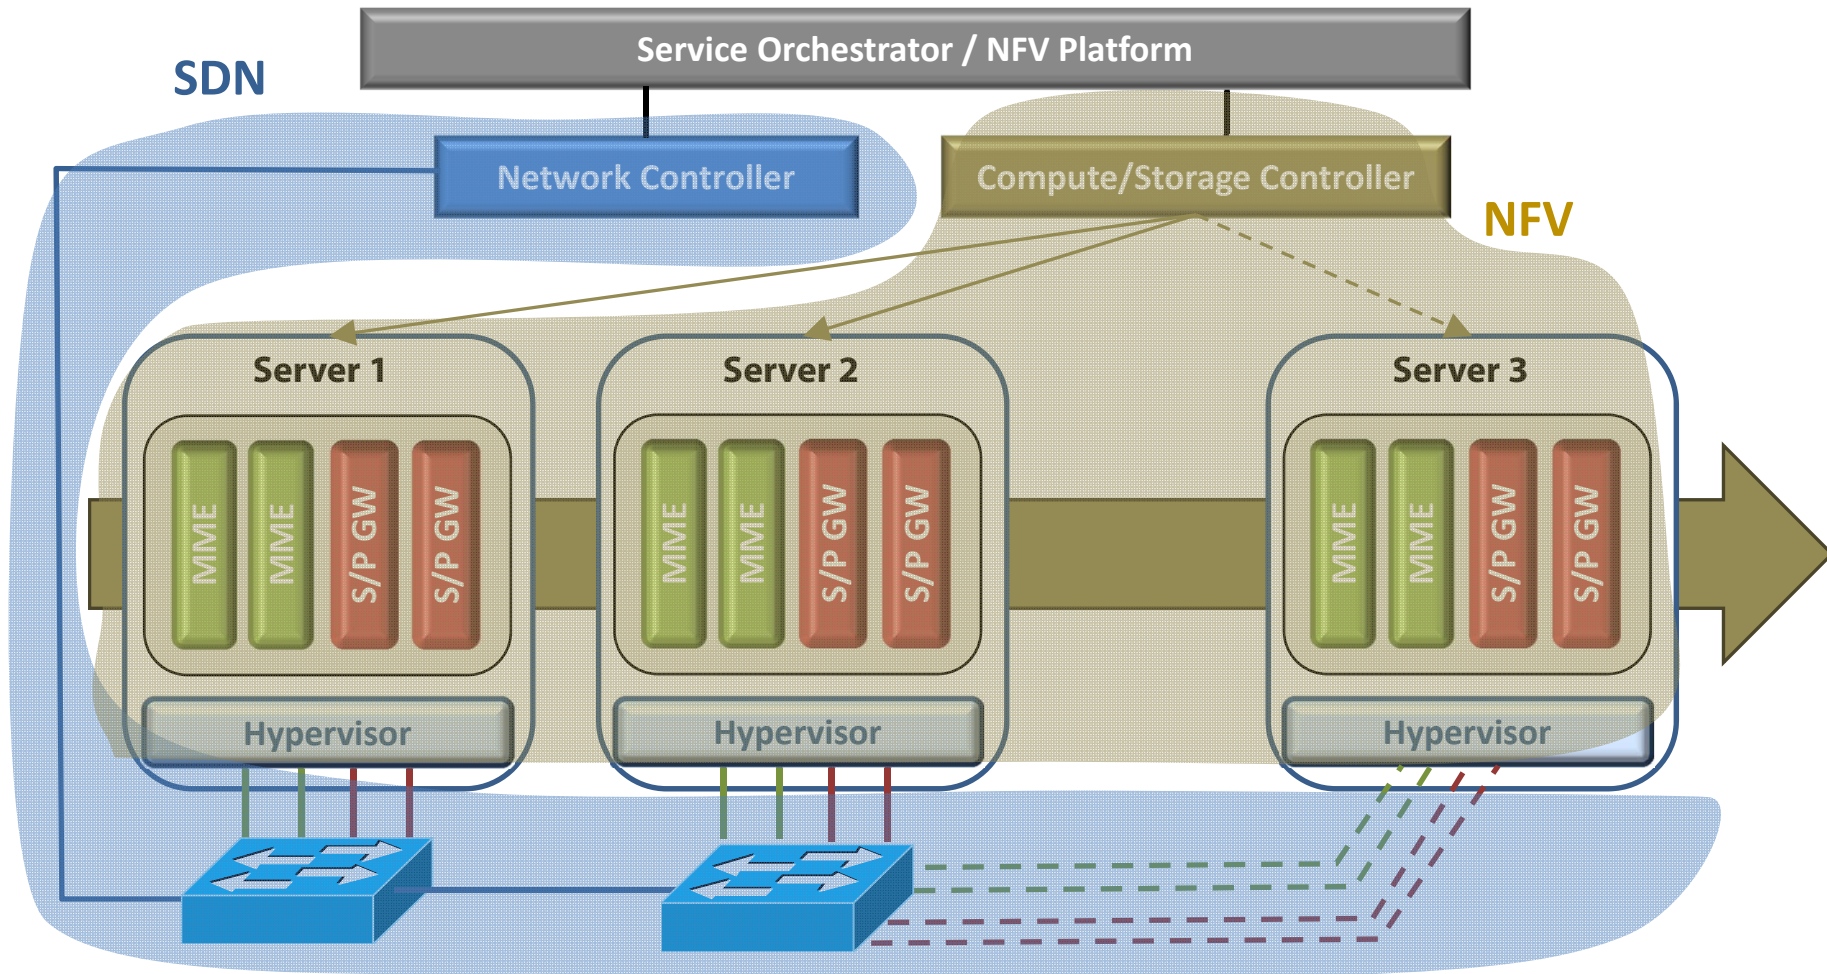 Service Orchestrator / NFV Platform
SDN
Network Controller
Compute/Storage Controller
NFV
Server 1
Server 2
Server 3
MME
MME
S/P GW
S/P GW
MME
MME
S/P GW
S/P GW
MME
MME
S/P GW
S/P GW
Hypervisor
Hypervisor
Hypervisor